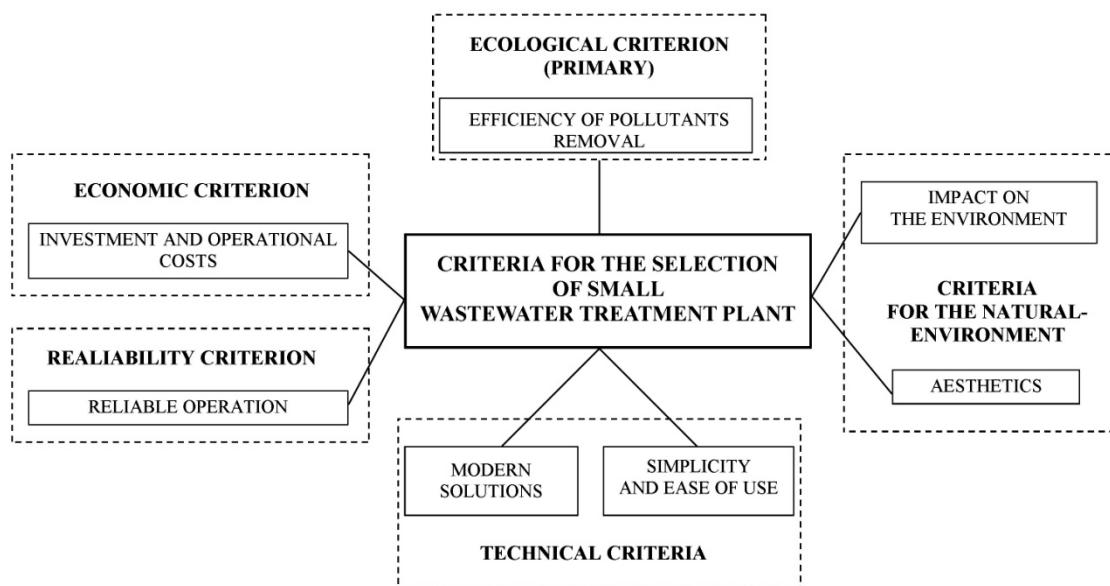 ECOLOGICAL CRITERION
(PRIMARY)
EFFICIENCY OF POLLUTANTS
REMOVAL
ECONOMIC CRITERION
INVESTMENT AND OPERATIONAL
COSTS
REALIABILITY CRITERION
RELIABLE OPERATION
CRITERIA FOR THE SELECTION
OF SMALL
WASTEWATER TREATMENT PLANT
IMPACT ON
THE ENVIRONMENT
CRITERIA
FOR THE NATURAL-
ENVIRONMENT
AESTHETICS
MODERN
SOLUTIONS
SIMPLICITY
AND EASE OF USE
TECHNICAL CRITERIA